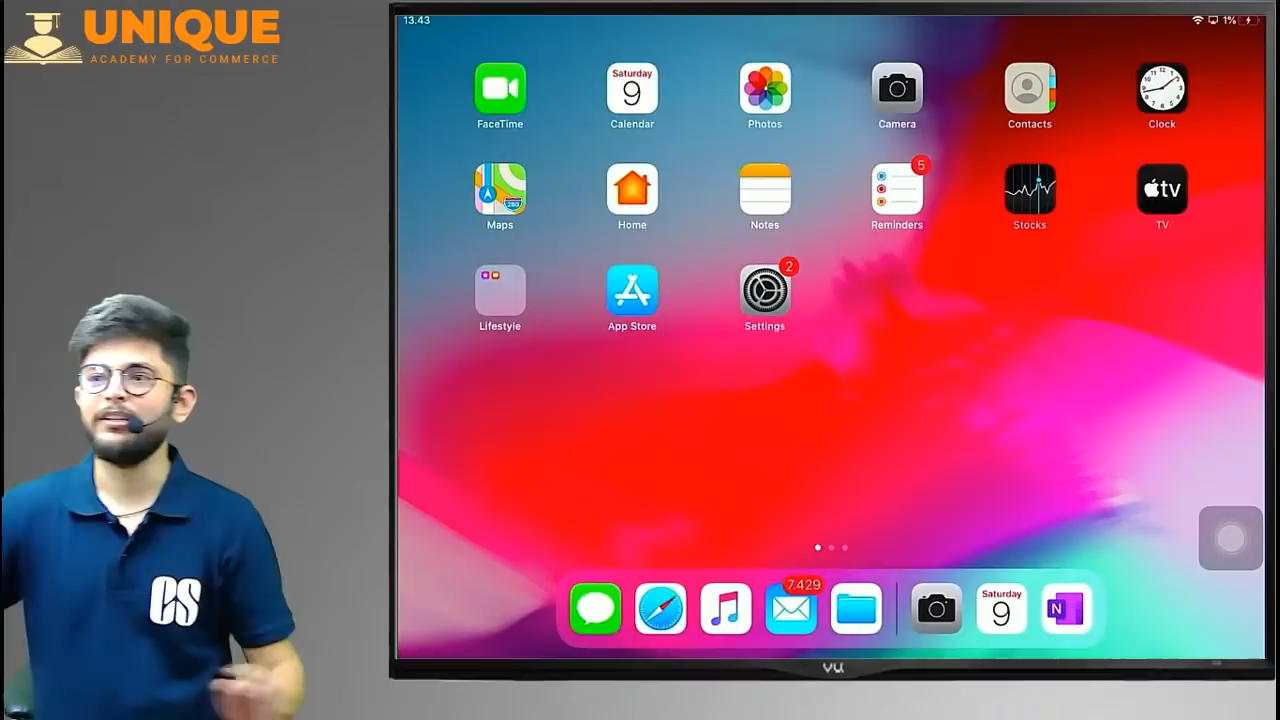 UNIQUE
ACADEMY FOR COMMERCE
13.43
1%
Saturday
9
FaceTime
Calendar
Photos
Camera
Contacts
Clock
280
5
tv
Maps
Home
Notes
Reminders
Stocks
TV
2
Lifestyle
App Store
Settings
CS
7.429
Saturday
9
N
VU